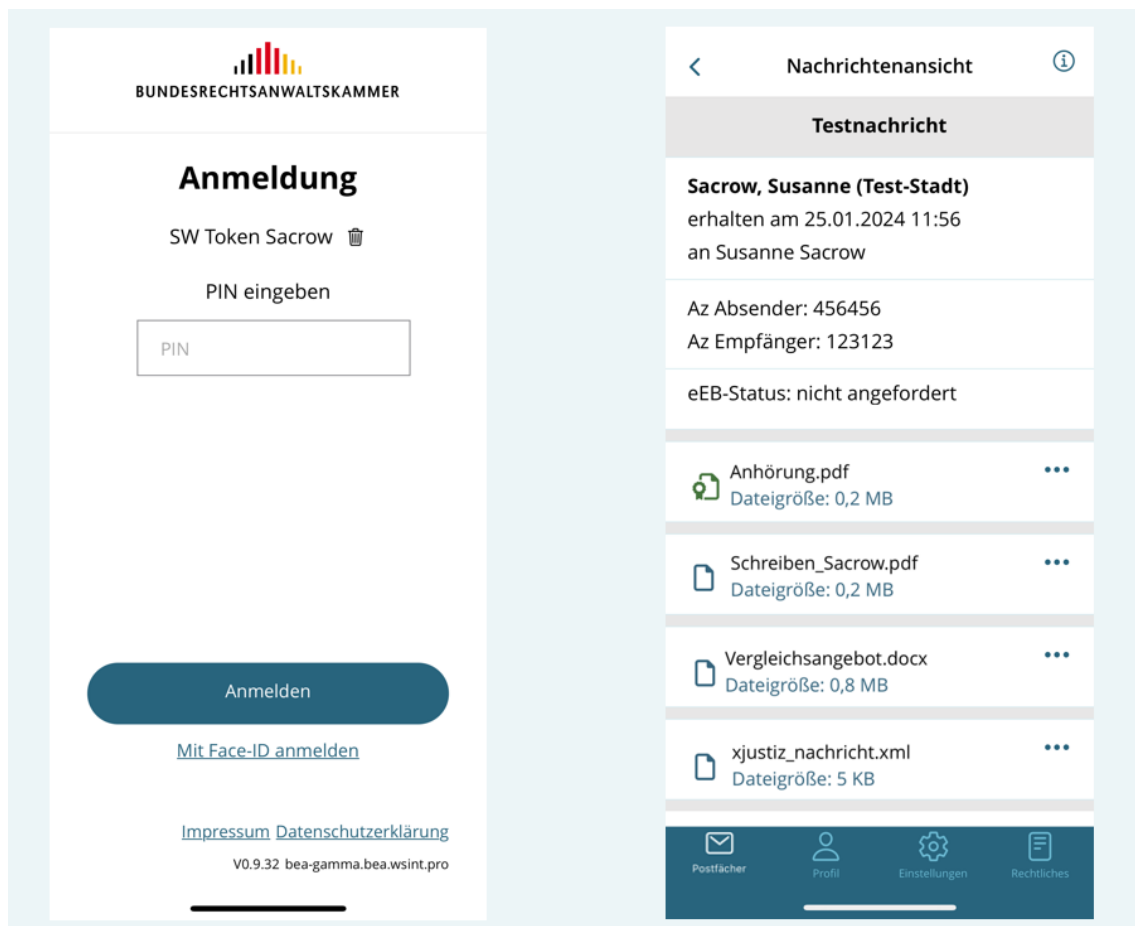 BUNDESRECHTSANWALTSKAMMER
Anmeldung
SW Token Sacrow
PIN eingeben
PIN
Anmelden
Mit Face-ID anmelden
Impressum Datenschutzerklärung
V0.9.32 bea-gamma.bea.wsint.pro
Nachrichtenansicht
Testnachricht
Sacrow, Susanne (Test-Stadt)
erhalten am 25.01.2024 11:56
an Susanne Sacrow
Az Absender: 456456
Az Empfänger: 123123
eEB-Status: nicht angefordert
Anhörung.pdf
Dateigröße: 0,2 MB
Schreiben_Sacrow.pdf
Dateigröße: 0,2 MB
Vergleichsangebot.docx
Dateigröße: 0,8 MB
xjustiz_nachricht.xml
Dateigröße: 5 KB
Postfächer Profil Einstellungen Rechtliches